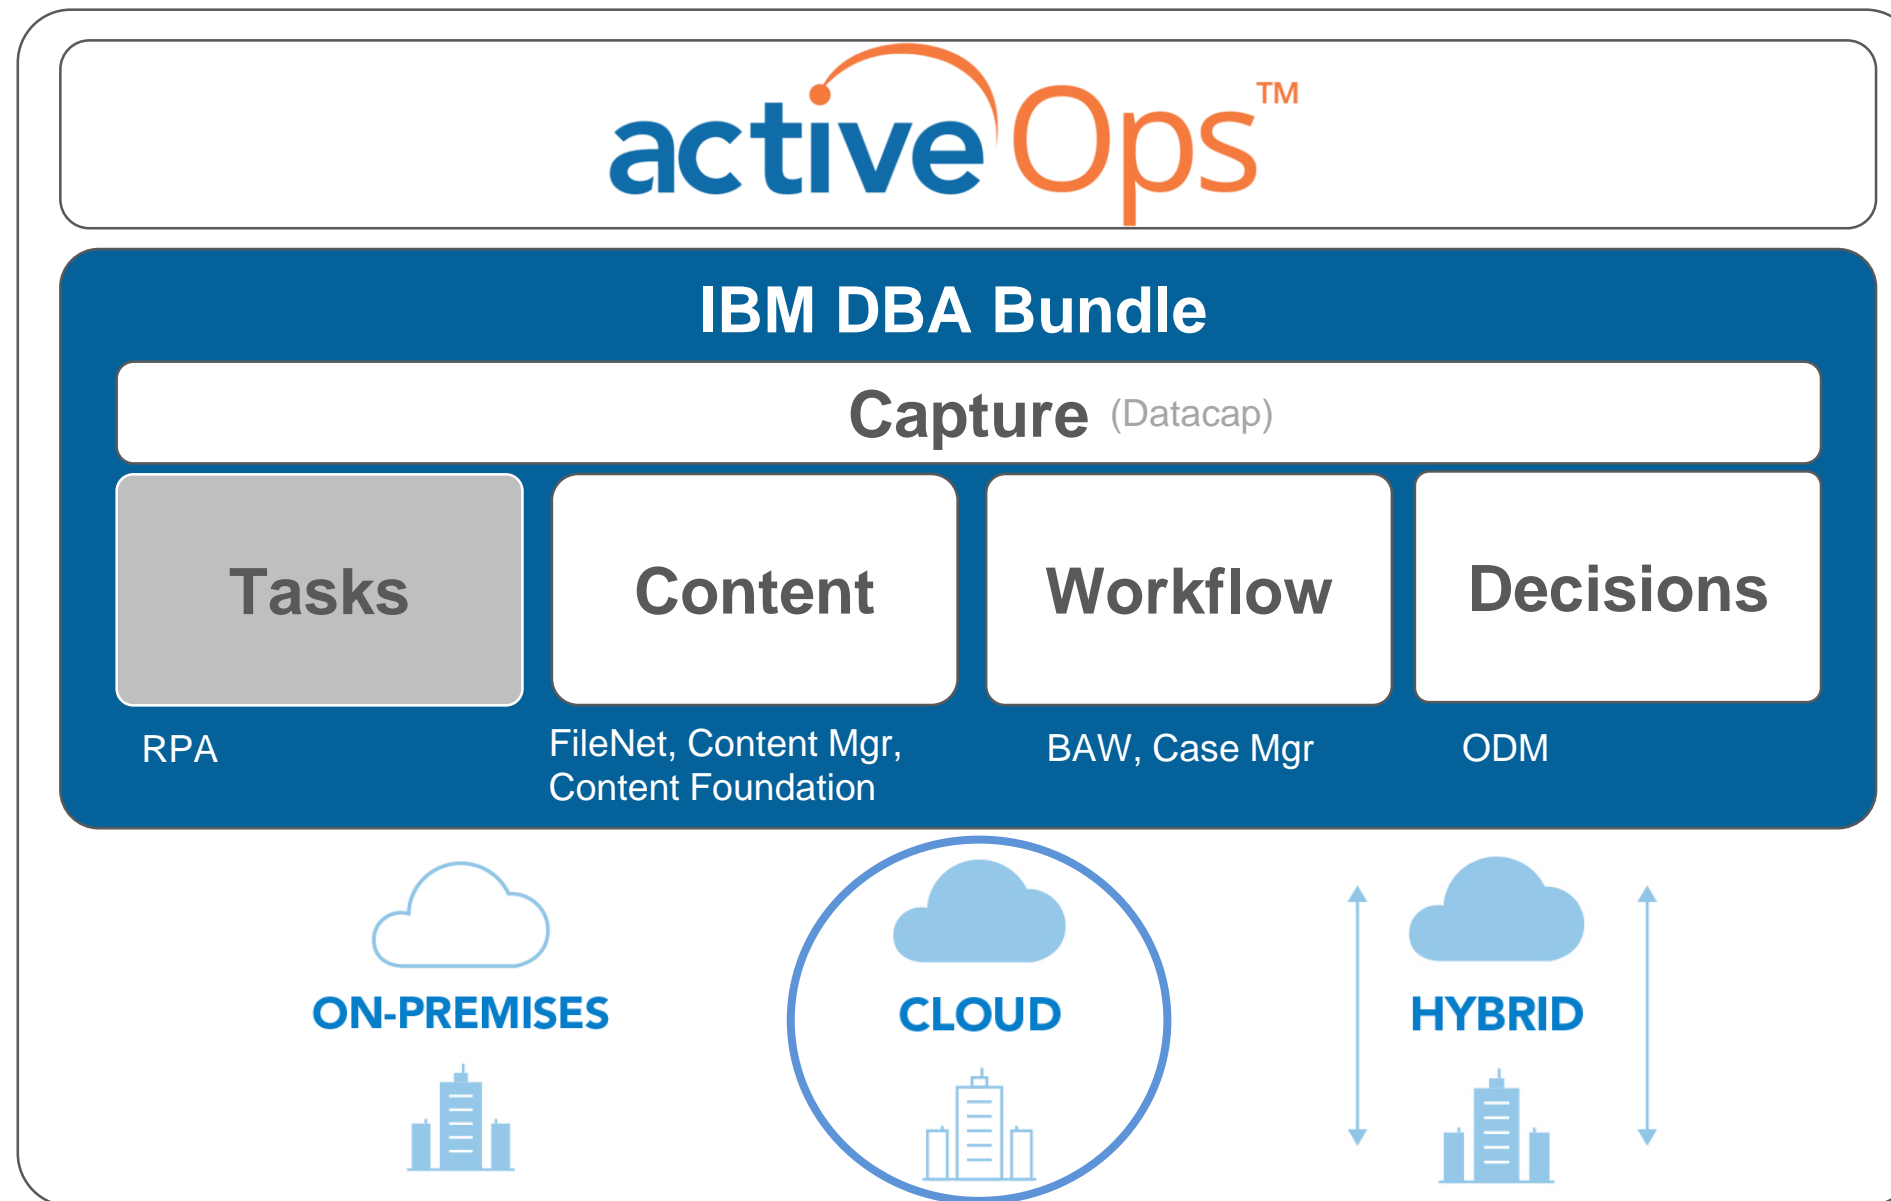 activeOps™
IBM DBA Bundle
Capture (Datacap)
Tasks
Content
Workflow
Decisions
RPA
FileNet, Content Mgr,
Content Foundation
BAW, Case Mgr
ODM
ON-PREMISES
CLOUD
HYBRID